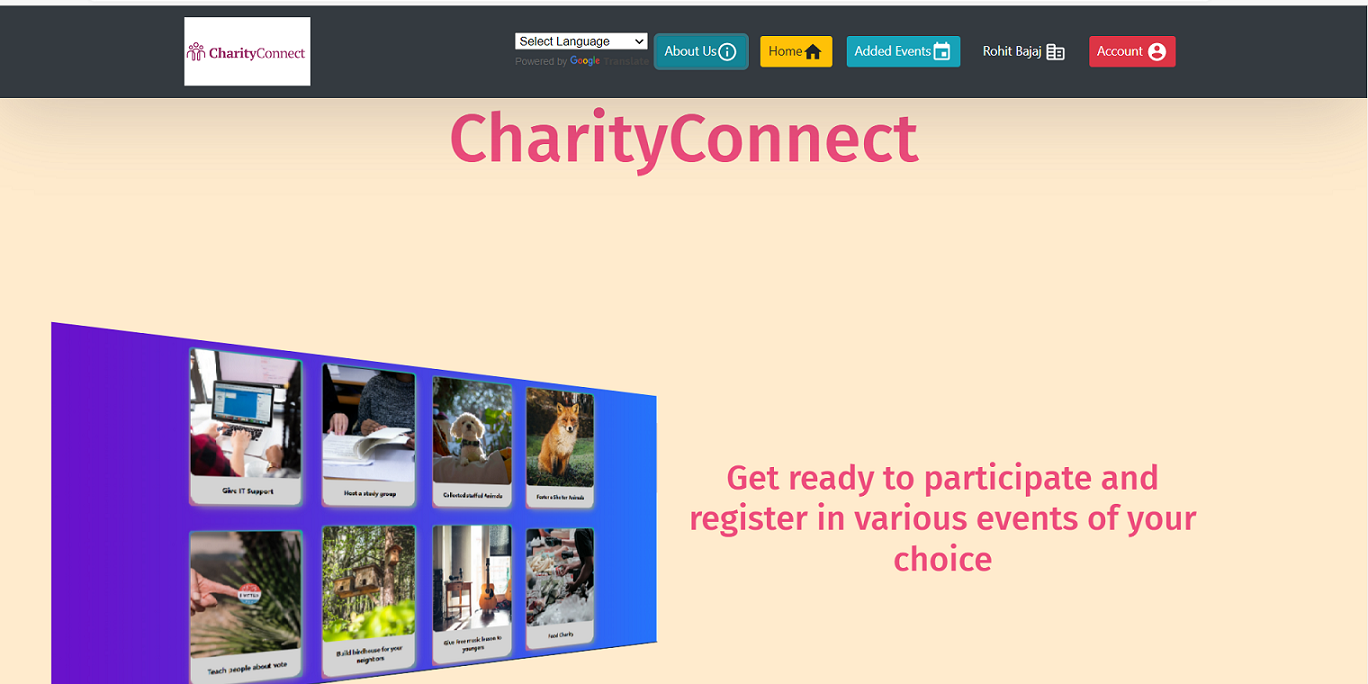 CharityConnect
Select Language
Powered by Google Translate
About Us
Home
Added Events
Rohit Bajaj
Account
CharityConnect
Give IT Support
Host a study group
Collected stuffed Animals
Foster a Shelter Animals
Teach people about vote
Build birdhouse for your
neighbors
Give free music lesson to
youngers
Food Charity
Get ready to participate and
register in various events of your
choice